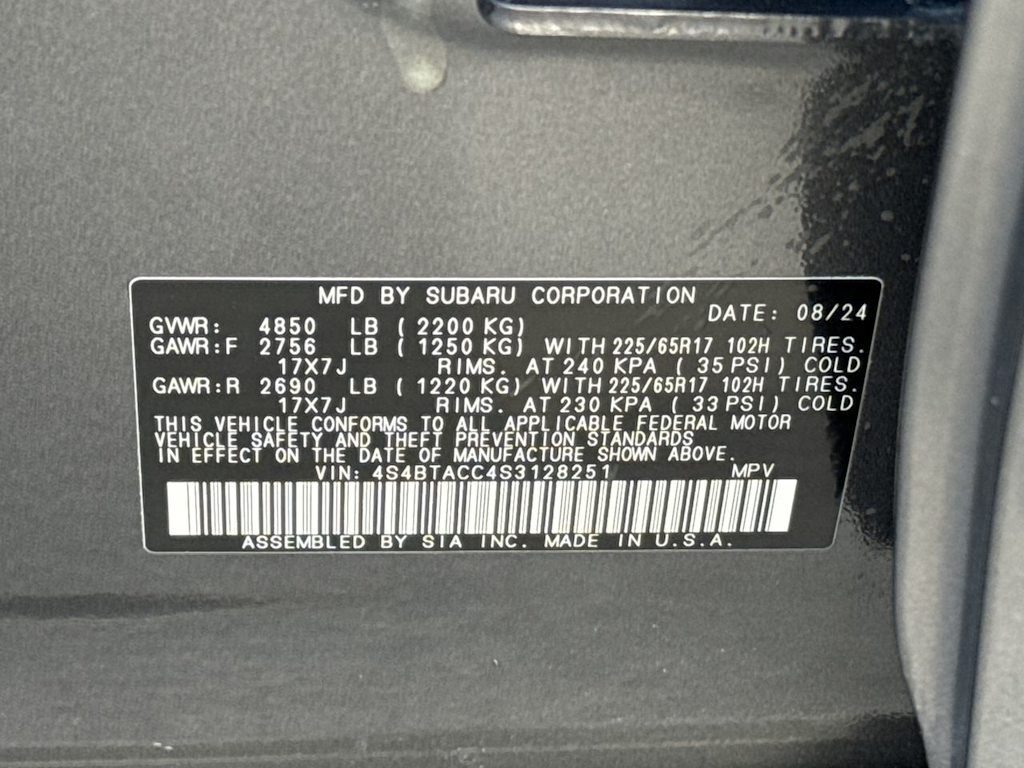 MFD BY SUBARU CORPORATION
DATE: 08/24
GVWR: 4850 LB ( 2200 KG)
GAWR:F 2756 LB ( 1250 KG) WITH 225/65R17 102H TIRES.
17X7J RIMS. AT 240 KPA ( 35 PSI) COLD
GAWR:R 2690 LB ( 1220 KG) WITH 225/65R17 102H TIRES.
17X7J RIMS. AT 230 KPA ( 33 PSI) COLD
THIS VEHICLE CONFORMS TO ALL APPLICABLE FEDERAL MOTOR
VEHICLE SAFETY AND THEFT PREVENTION STANDARDS
IN EFFECT ON THE DATE OF MANUFACTURE SHOWN ABOVE.
VIN: 4S4BTACC4S3128251 MPV
ASSEMBLED BY SIA INC. MADE IN U.S.A.